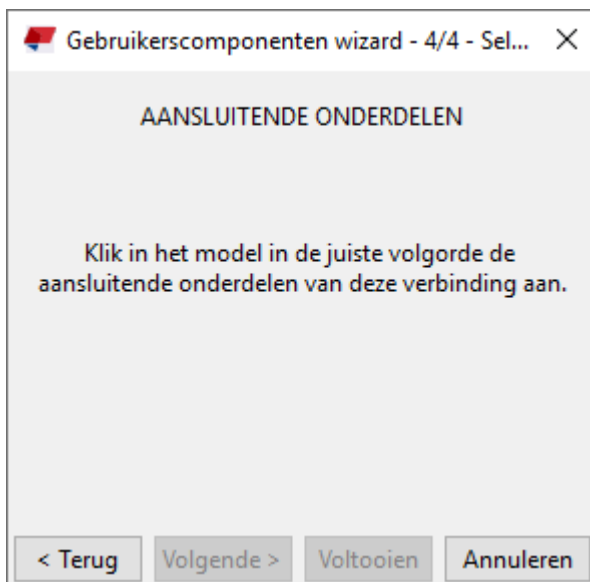 Gebruikerscomponenten wizard - 4/4 - Sel...
AANSLUITENDE ONDERDELEN
Klik in het model in de juiste volgorde de
aansluitende onderdelen van deze verbinding aan.
< Terug Volgende > Voltooien Annuleren